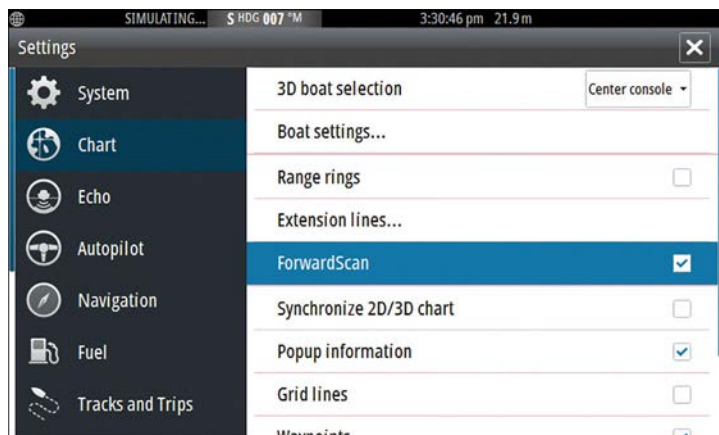 SIMULATING... S HDG 007 °M 3:30:46 pm 21.9 m
Settings
System
Chart
Echo
Autopilot
Navigation
Fuel
Tracks and Trips
3D boat selection Center console
Boat settings...
Range rings
Extension lines...
ForwardScan
Synchronize 2D/3D chart
Popup information
Grid lines
Waypoints